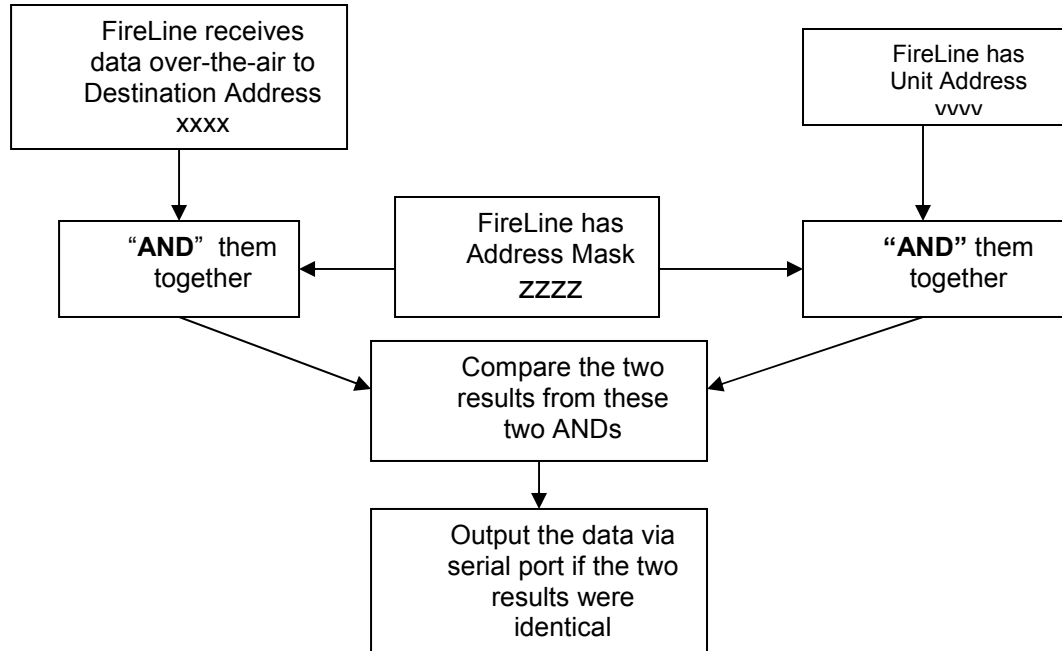 FireLine receives
data over-the-air to
Destination Address
xxxx
FireLine has
Unit Address
yyyy
“AND”  them
together
FireLine has
Address Mask
zzzz
“AND” them
together
Compare the two
results from these
two ANDs
Output the data via
serial port if the two
results were
identical